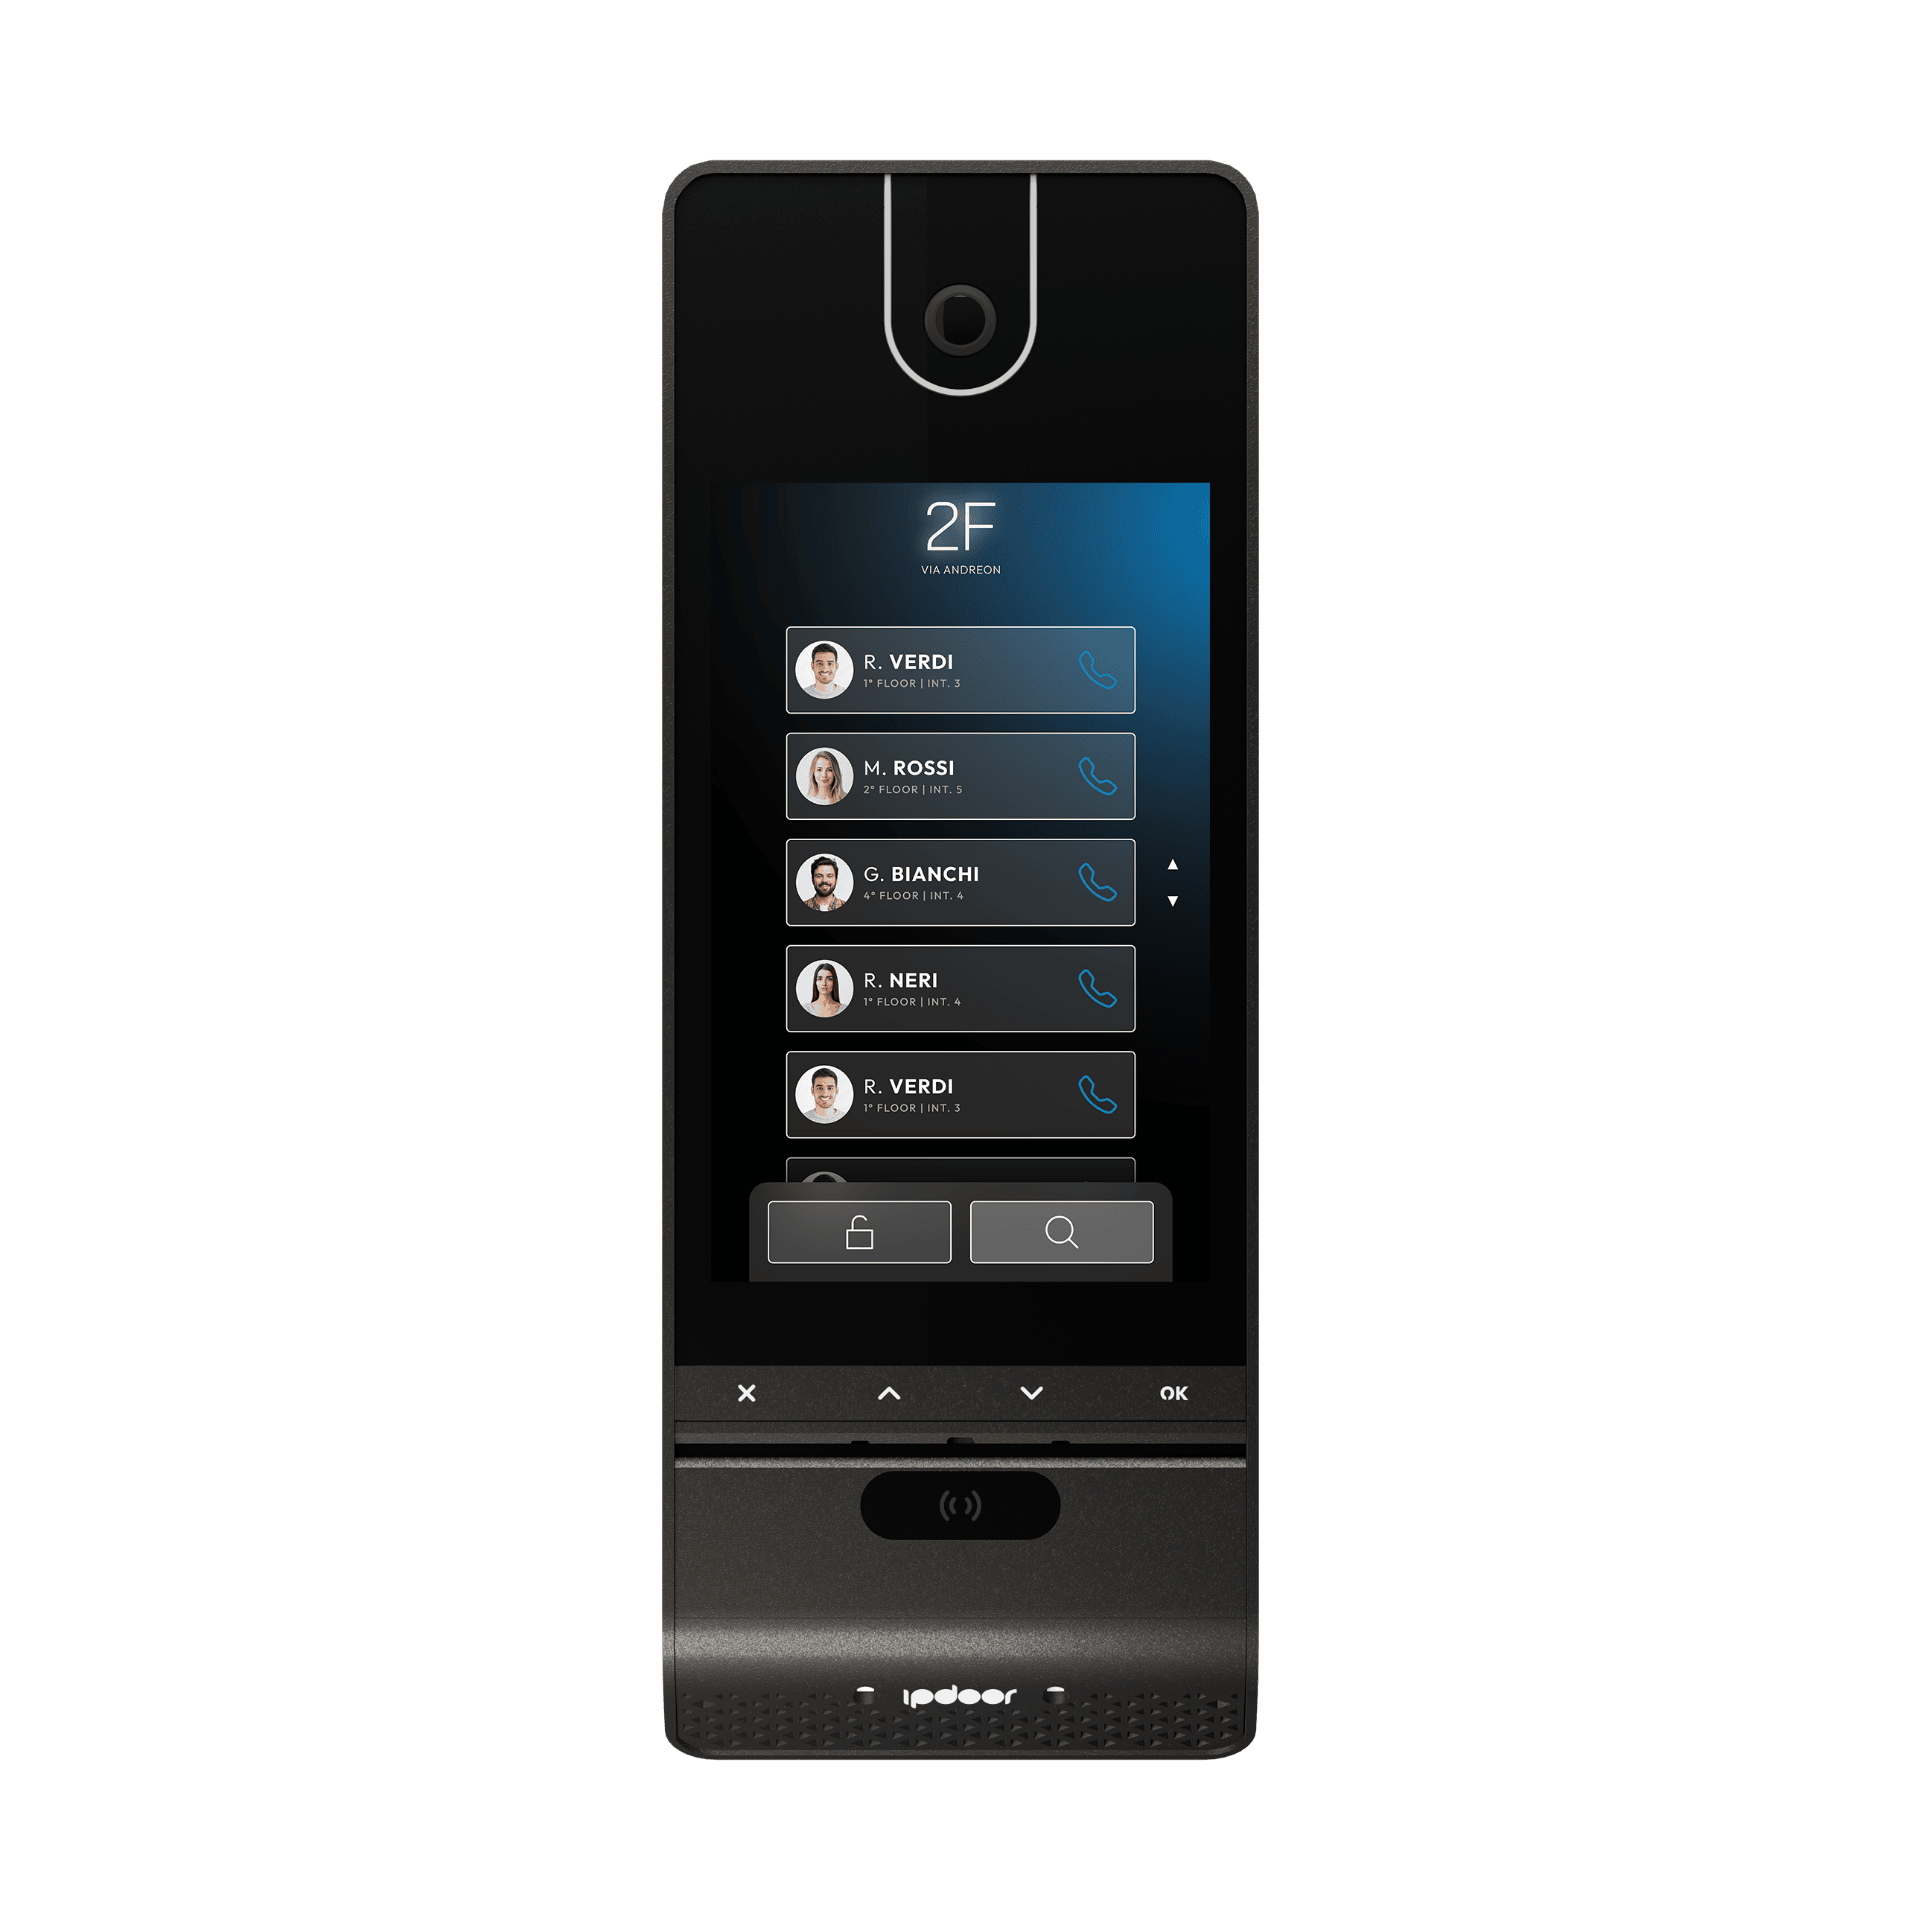 2F
VIA ANDREON
R. VERDI
1° FLOOR | INT. 3
M. ROSSI
2° FLOOR | INT. 5
G. BIANCHI
4° FLOOR | INT. 4
R. NERI
1° FLOOR | INT. 4
R. VERDI
1° FLOOR | INT. 3
OK
ipdoor